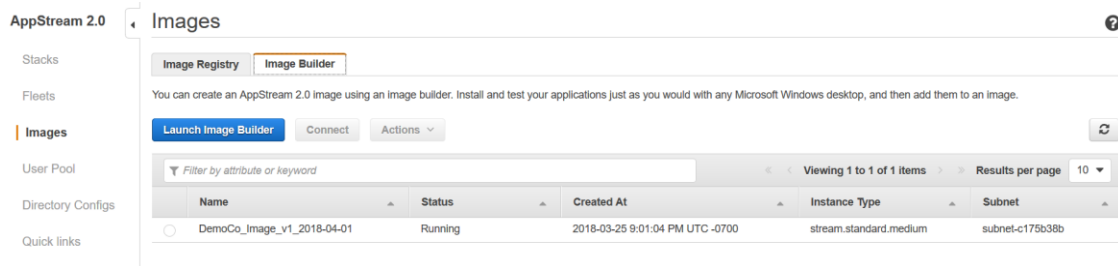 AppStream 2.0
Images
Stacks
Fleets
Images
User Pool
Directory Configs
Quick links
Image Registry Image Builder
You can create an AppStream 2.0 image using an image builder. Install and test your applications just as you would with any Microsoft Windows desktop, and then add them to an image.
Launch Image Builder Connect Actions
Filter by attribute or keyword Viewing 1 to 1 of 1 items Results per page 10
Name Status Created At Instance Type Subnet
DemoCo_Image_v1_2018-04-01 Running 2018-03-25 9:01:04 PM UTC -0700 stream.standard.medium subnet-c175b38b